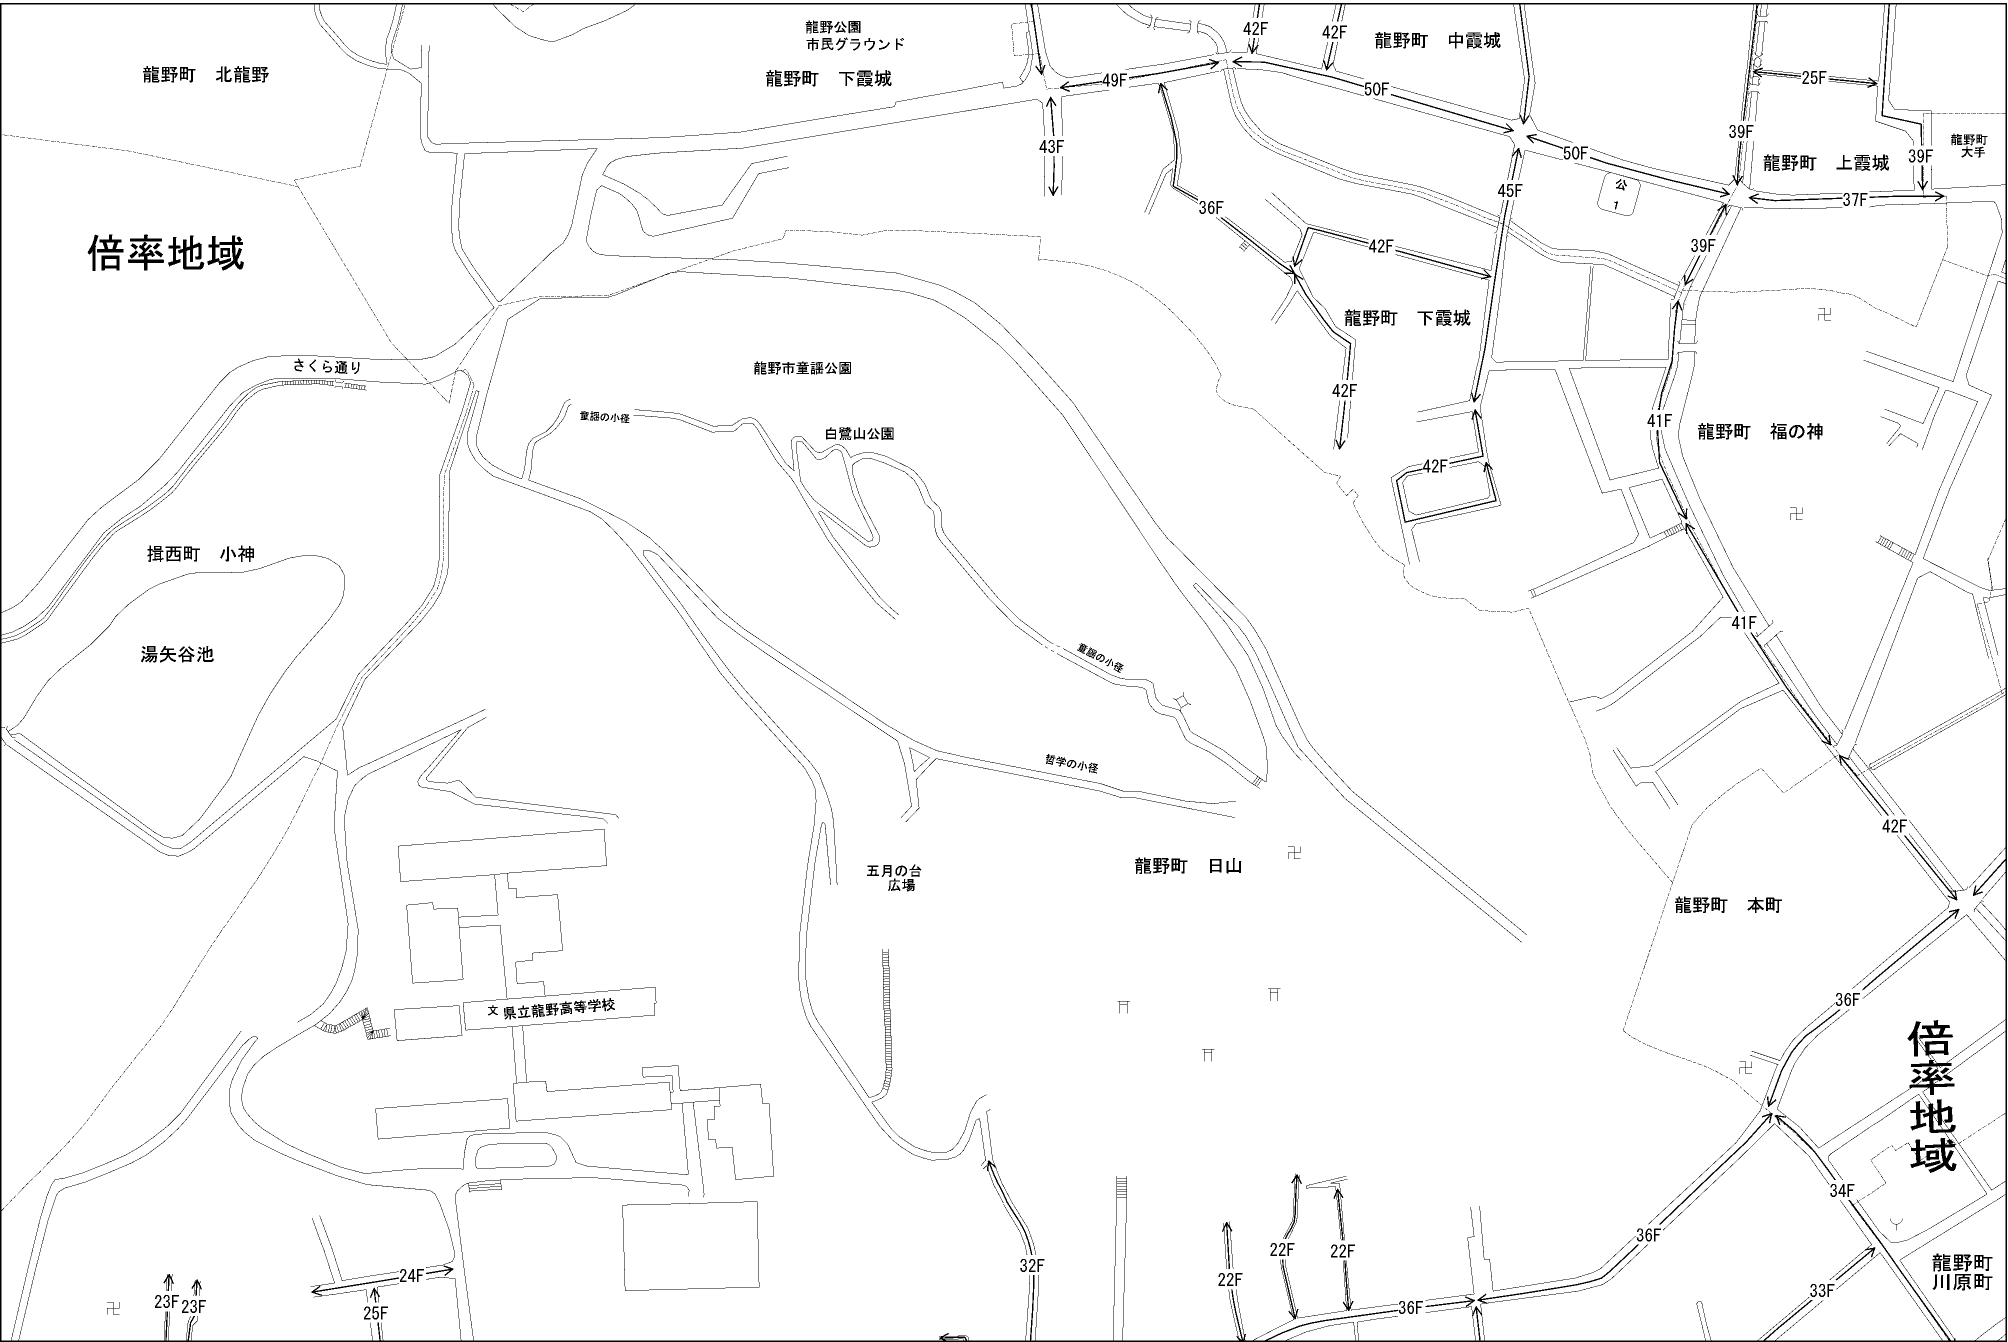 龍野公園
市民グラウンド
42F
42F
龍野町 中霞城
龍野町 北龍野
龍野町 下霞城
49F
50F
25F
39F
43F
50F
龍野町 上霞城
39F
龍野町
大手
45F
公
1
37F
36F
42F
39F
倍率地域
龍野町 下霞城
さくら通り
龍野市童謡公園
42F
童謡の小径
白鷺山公園
41F
龍野町 福の神
42F
揖西町 小神
湯矢谷池
41F
童謡の小径
哲学の小径
42F
五月の台
広場
龍野町 日山
龍野町 本町
文 県立龍野高等学校
36F
倍率地域
34F
36F
24F
32F
22F
22F
22F
龍野町
川原町
23F
23F
25F
36F
33F